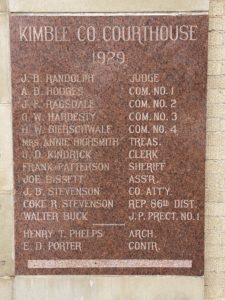 KIMBLE CO. COURTHOUSE
1929
J. B. RANDOLPH JUDGE
A. B. HODGES COM. NO. 1
J. F. RAGSDALE COM. NO. 2
O. W. HARDESTY COM. NO. 3
H. W. BIERSCHWALE COM. NO. 4
MRS. ANNIE HIGHSMITH TREAS.
O. D. KINDRICK CLERK
FRANK PATTERSON SHERIFF
JOE BISSETT ASS'R.
J. B. STEVENSON CO. ATTY.
COKE R. STEVENSON REP. 86TH DIST.
WALTER BUCK J. P. PRECT. NO. 1
HENRY T. PHELPS ARCH.
E. D. PORTER CONTR.